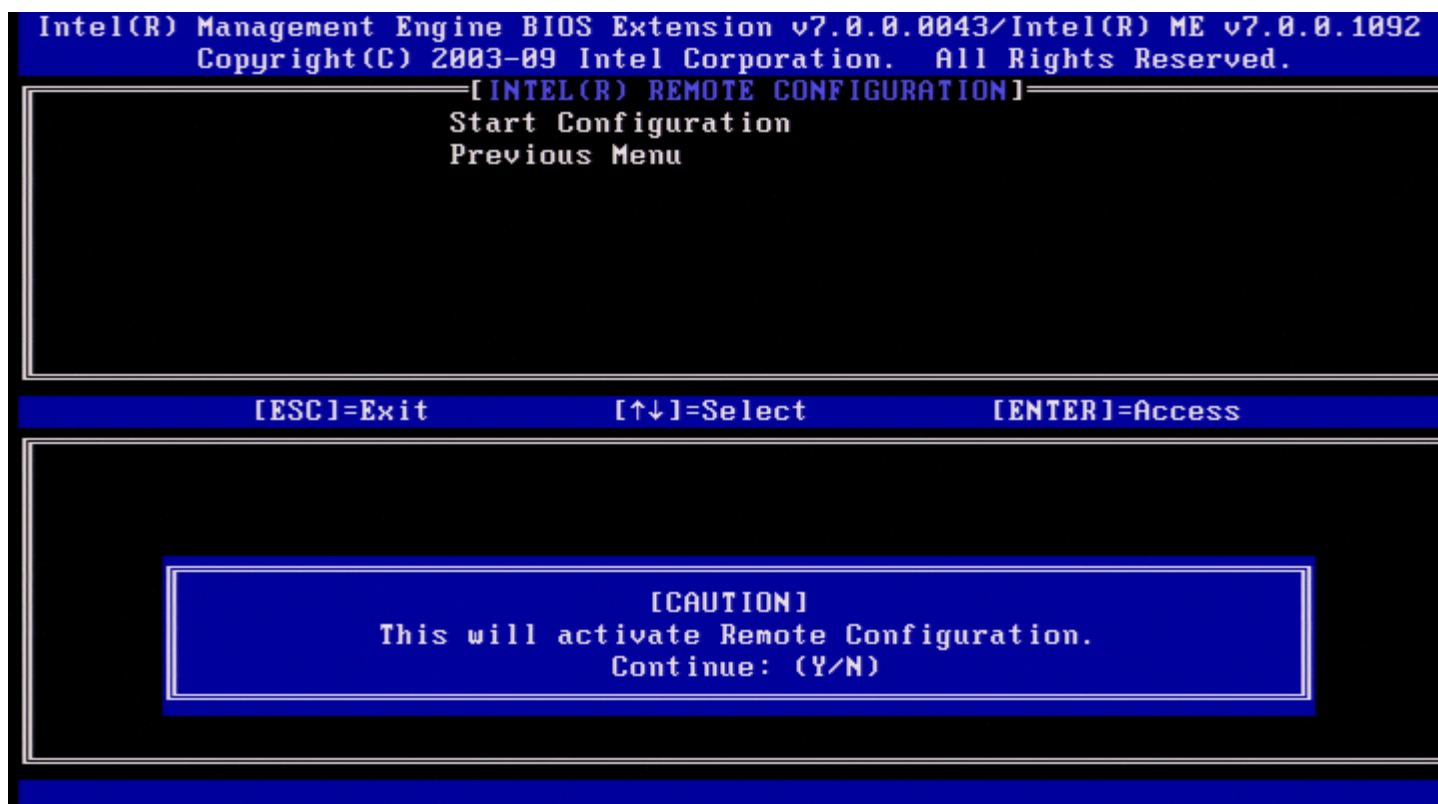 Intel(R) Management Engine BIOS Extension v7.0.0.0043/Intel(R) ME v7.0.0.1092
Copyright(C) 2003-09 Intel Corporation. All Rights Reserved.
[INTEL(R) REMOTE CONFIGURATION]
Start Configuration
Previous Menu
[ESC]=Exit [↑↓]=Select [ENTER]=Access
[CAUTION]
This will activate Remote Configuration.
Continue: (Y/N)